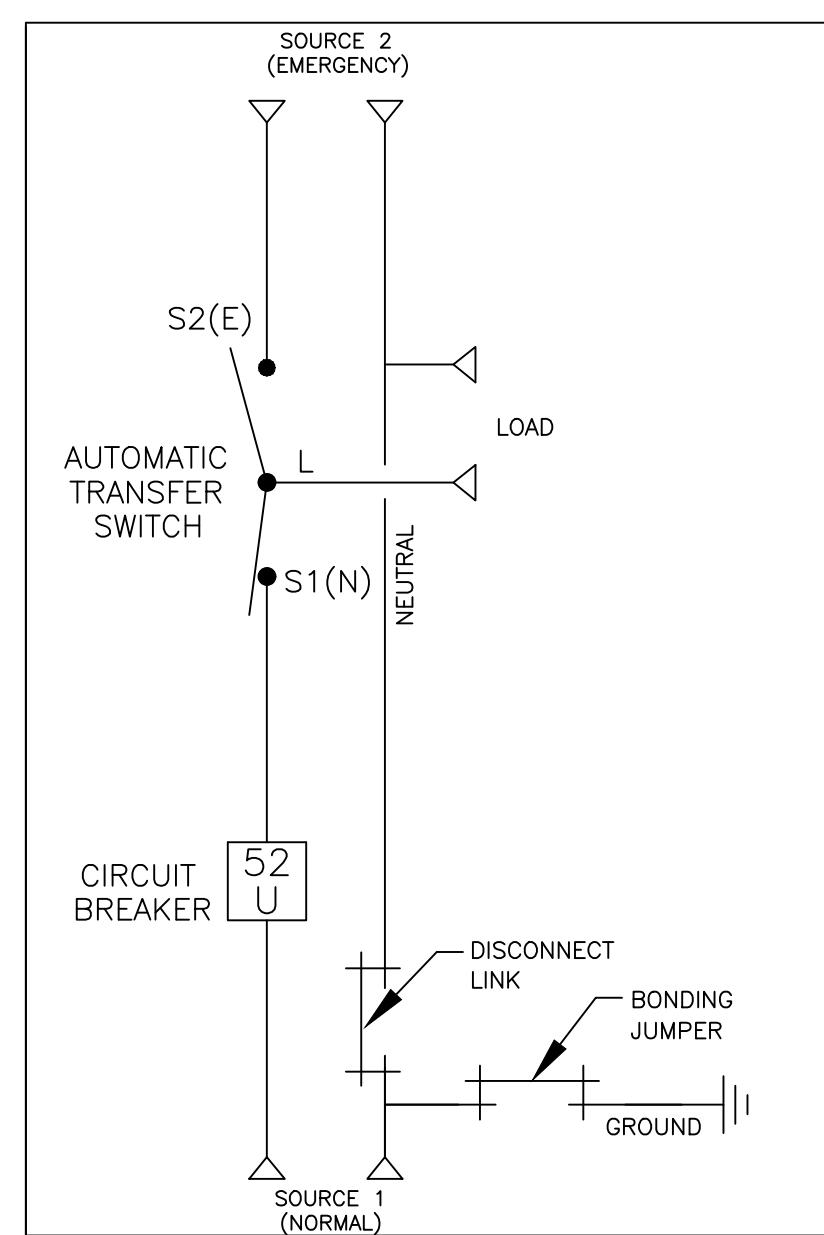 SOURCE 2
(EMERGENCY)
S2(E)
LOAD
AUTOMATIC
TRANSFER
SWITCH
L
S1(N)
NEUTRAL
52
U
CIRCUIT
BREAKER
DISCONNECT
LINK
BONDING
JUMPER
GROUND
SOURCE 1
(NORMAL)